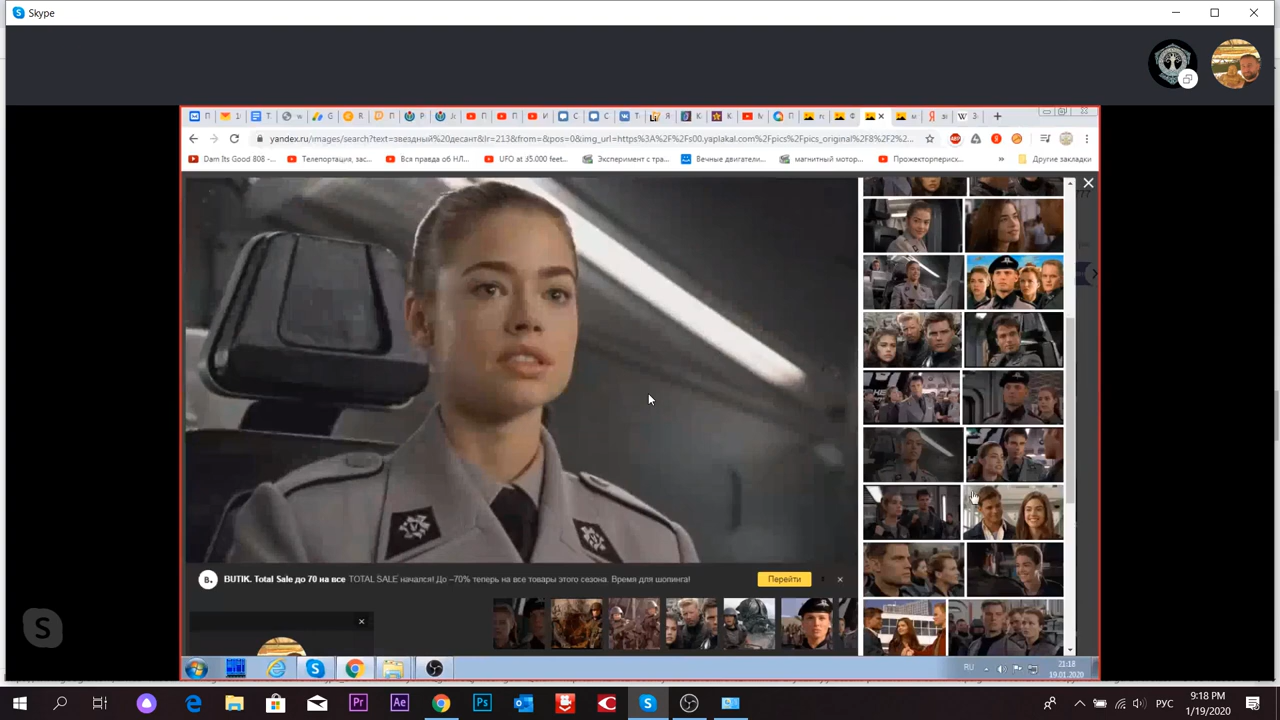 Skype
yandex.ru/images/search?text=звездный%20десант&lr=213&from=&pos=0&img_url=https%3A%2F%2Fs00.yaplakal.com%2Fpics%2Fpics_original%2F8%2F2%2...
Dam Its Good 808 -...
Телепортация, зас...
Вся правда об НЛ...
UFO at 35.000 feet...
Эксперимент с тра...
Вечные двигатели...
магнитный мотор...
Прожекторперис...
»
Другие закладки
B. BUTIK. Total Sale до 70 на все TOTAL SALE начался! До –70% теперь на все товары этого сезона. Время для шопинга!
Перейти
S
RU
21:18
19.01.2020
Pr
Ae
Ps
РУС
9:18 PM
1/19/2020